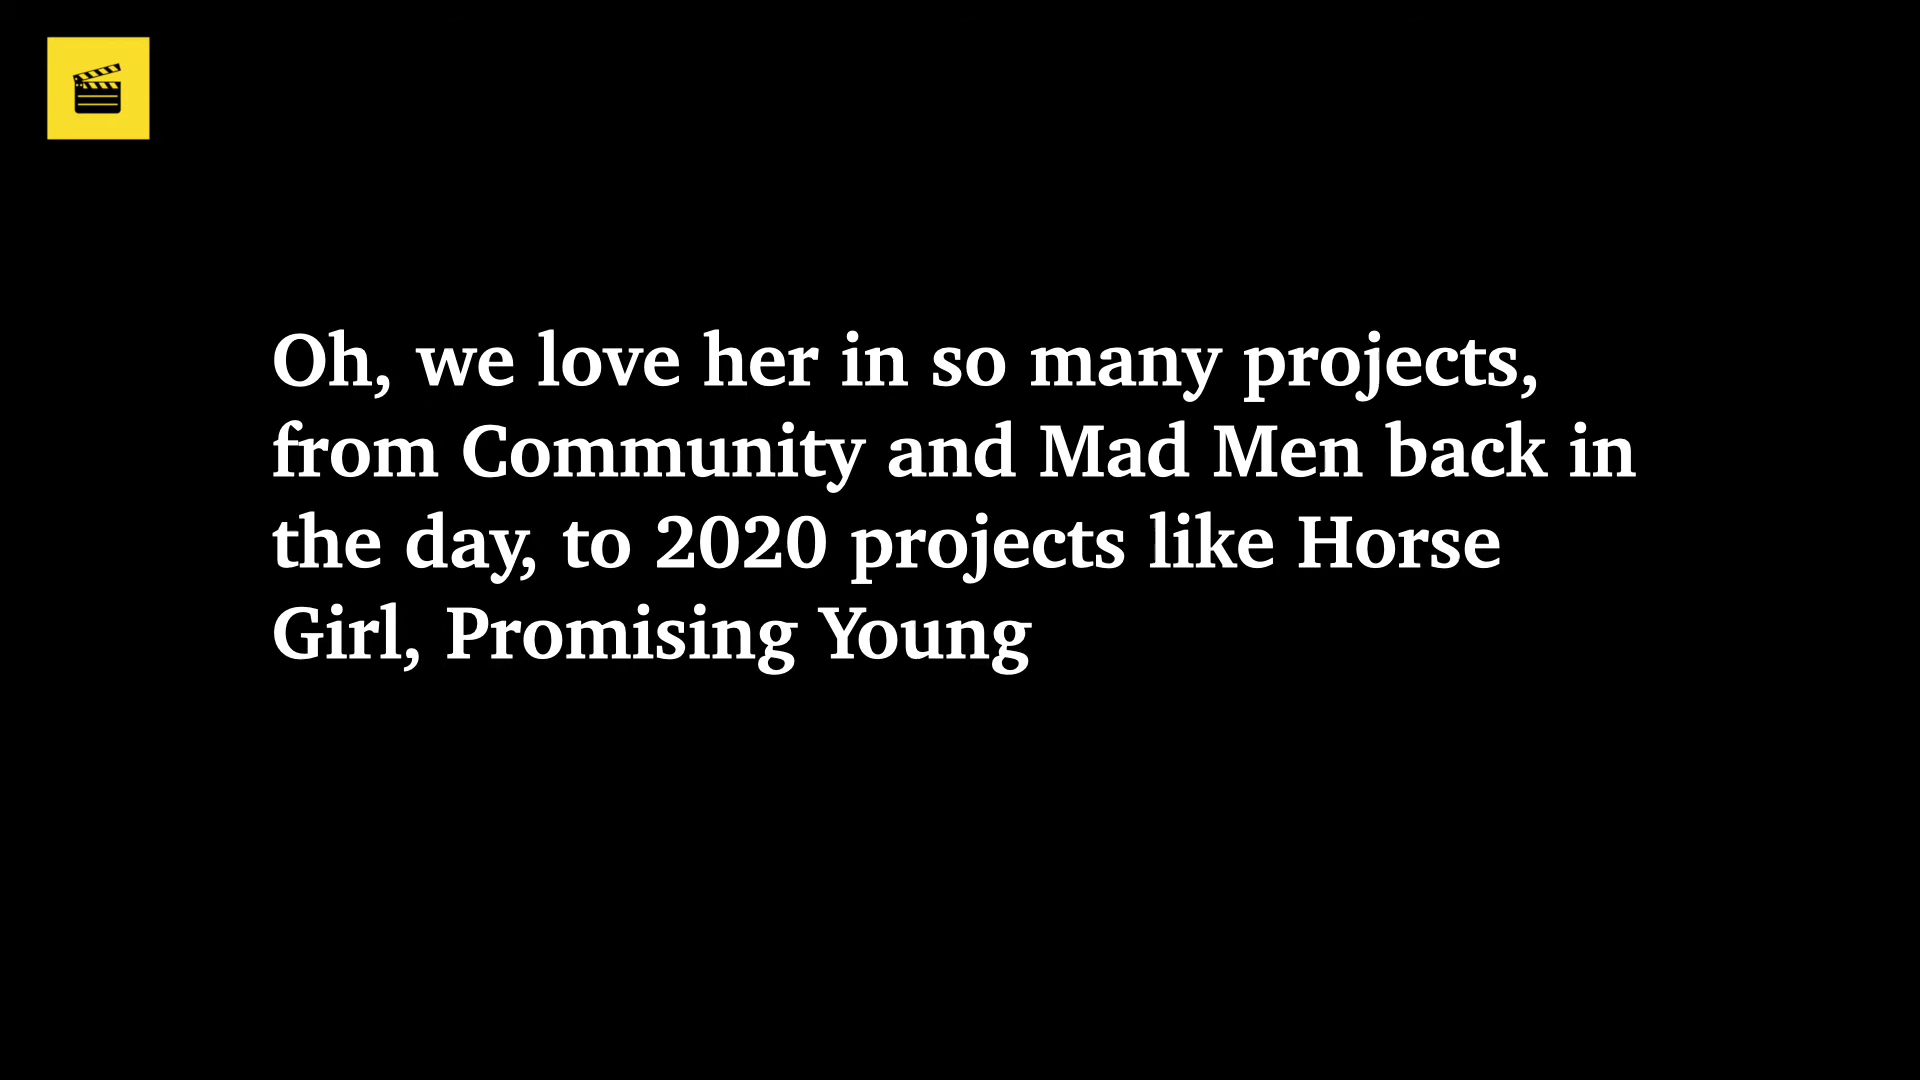 Oh, we love her in so many projects,
from Community and Mad Men back in
the day, to 2020 projects like Horse
Girl, Promising Young